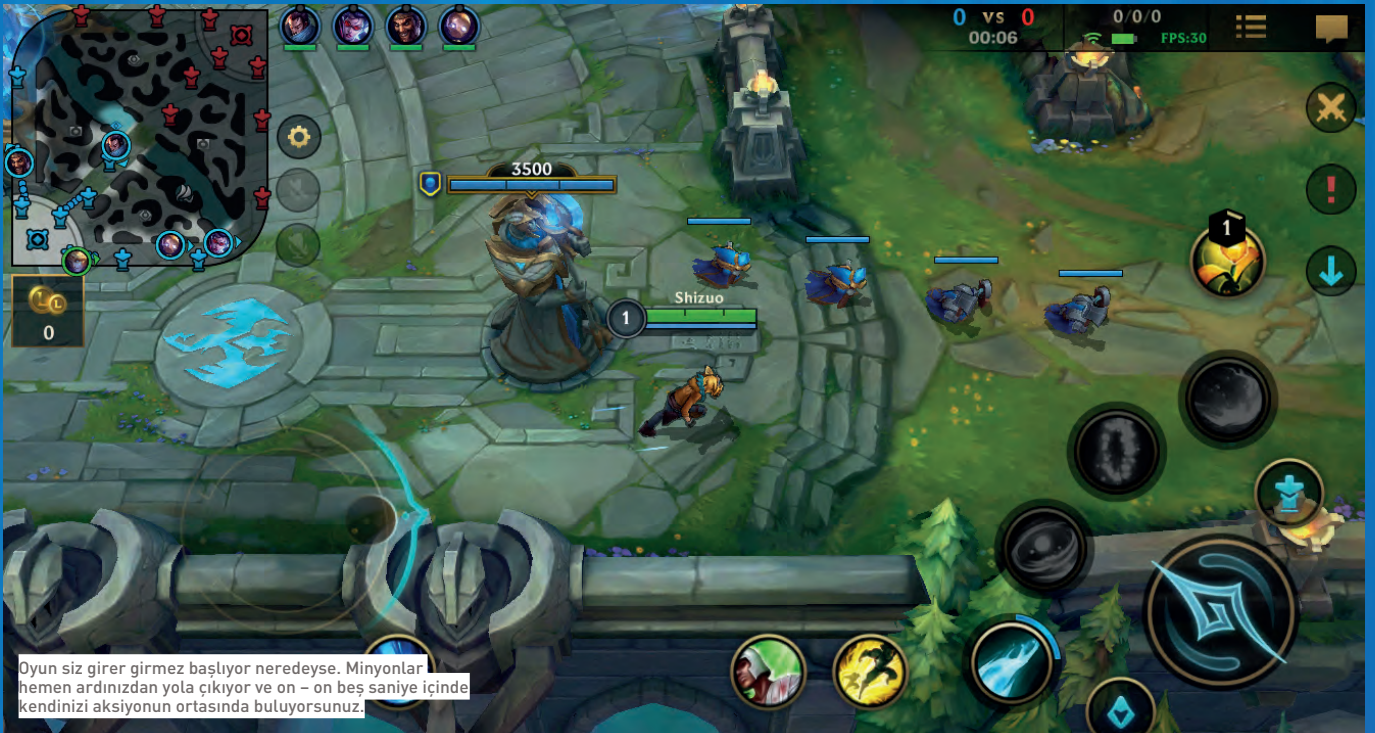 0 VS 0
00:06
0/0/0
FPS:30
3500
1
Shizuo
1
0
Oyun siz girer girmez başlıyor neredeyse. Minyonlar
hemen ardınızdan yola çıkıyor ve on – on beş saniye içinde
kendinizi aksiyonun ortasında buluyorsunuz.